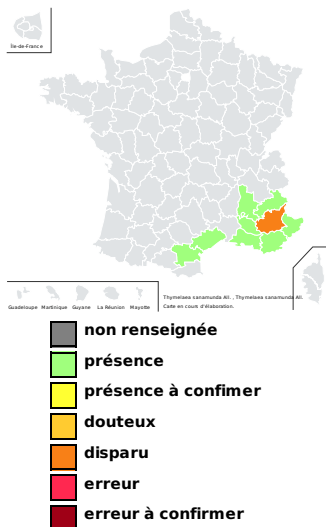 Île-de-France
Guadeloupe Martinique Guyane La Réunion Mayotte
Thymelaea sanamunda All. , Thymelaea sanamunda All.
Carte en cours d'élaboration.
non renseignée
présence
présence à confimer
douteux
disparu
erreur
erreur à confirmer